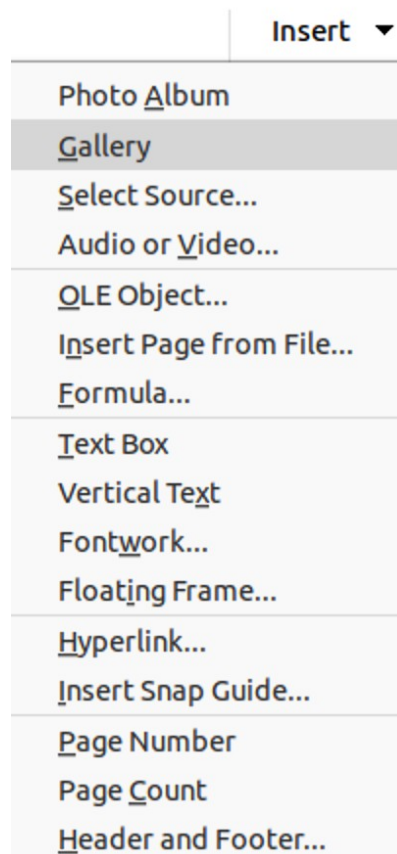 Insert
Photo Album
Gallery
Select Source...
Audio or Video...
OLE Object...
Insert Page from File...
Formula...
Text Box
Vertical Text
Fontwork...
Floating Frame...
Hyperlink...
Insert Snap Guide...
Page Number
Page Count
Header and Footer...